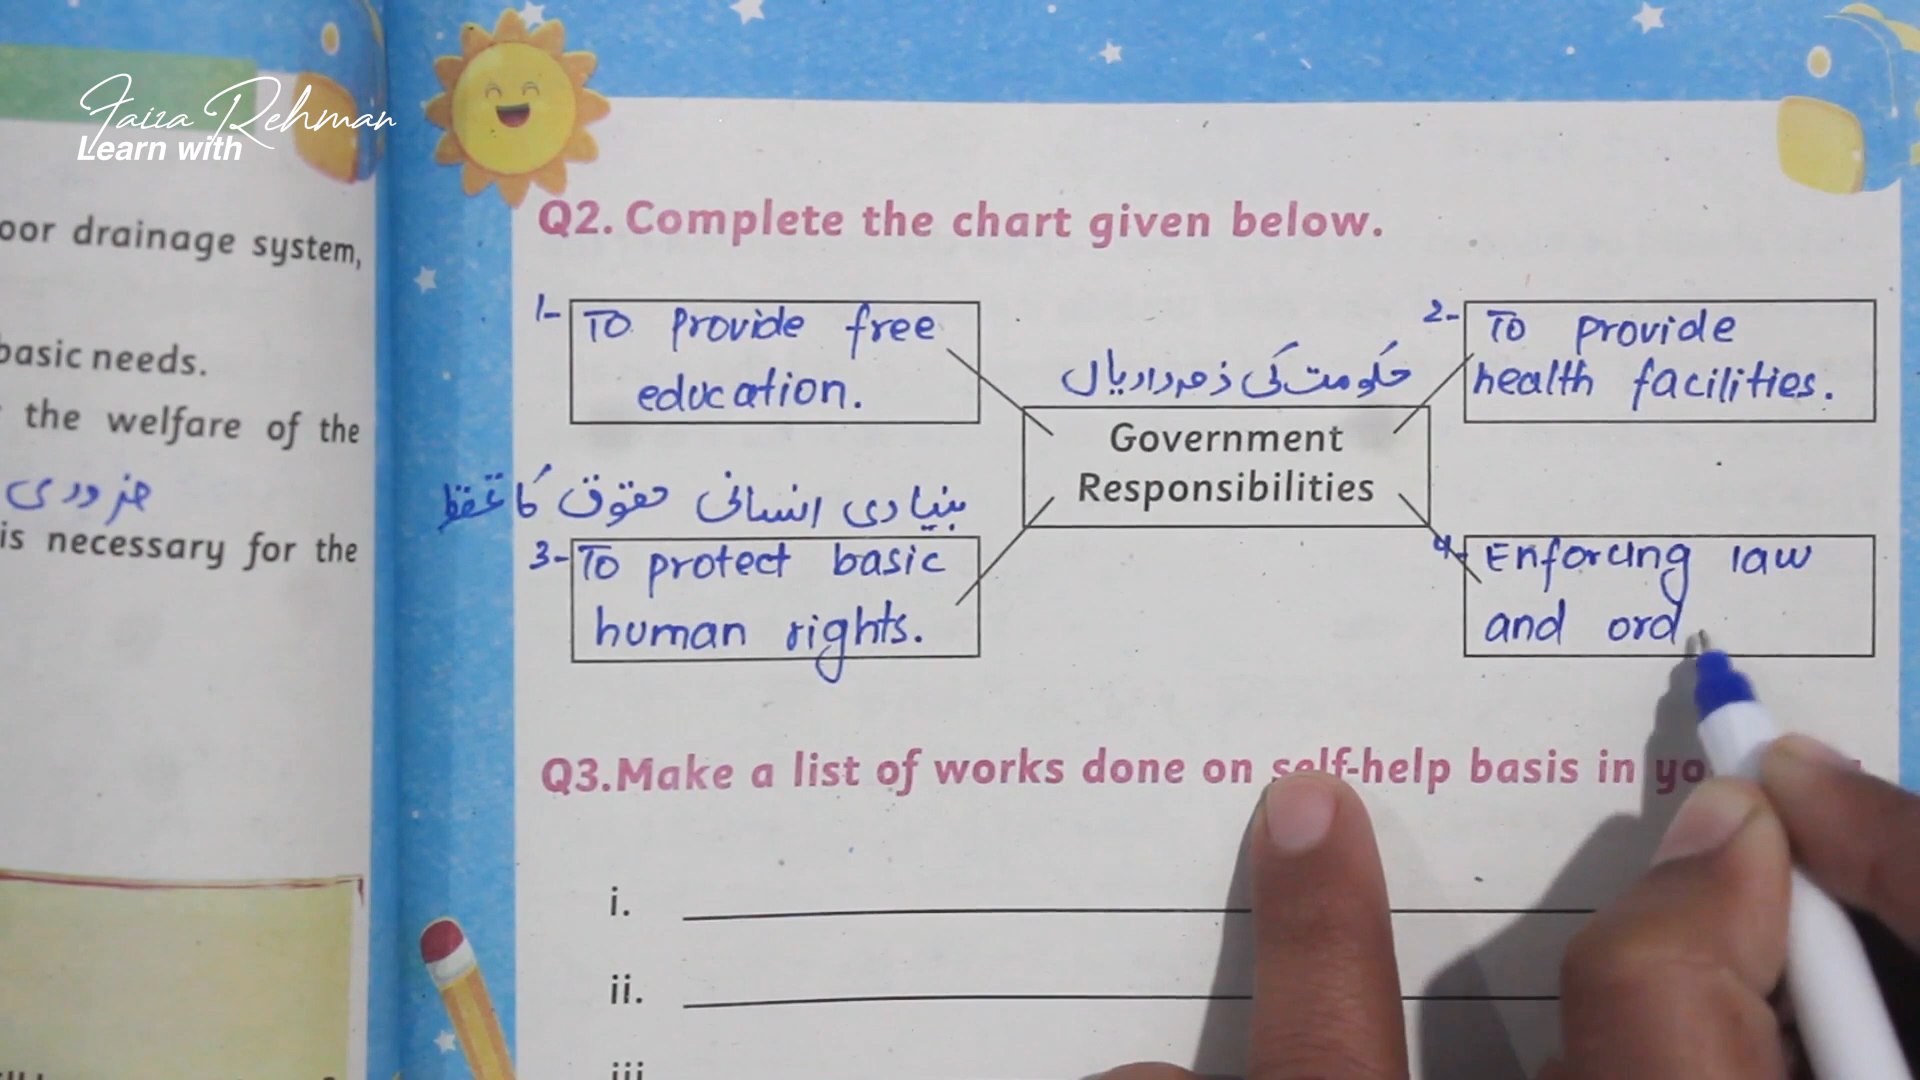 Faiza Rehman
Learn with
oor drainage system,
basic needs.
the welfare of the
ضروری
is necessary for the
Q2. Complete the chart given below.
1- To provide free
education.
2- To provide
health facilities.
حکومت کی ذمہ داریاں
Government
Responsibilities
بنیادی انسانی حقوق کا تحفظ
3- To protect basic
human rights.
4- Enforcing law
and ord
Q3. Make a list of works done on self-help basis in yo
i.
ii.
iii